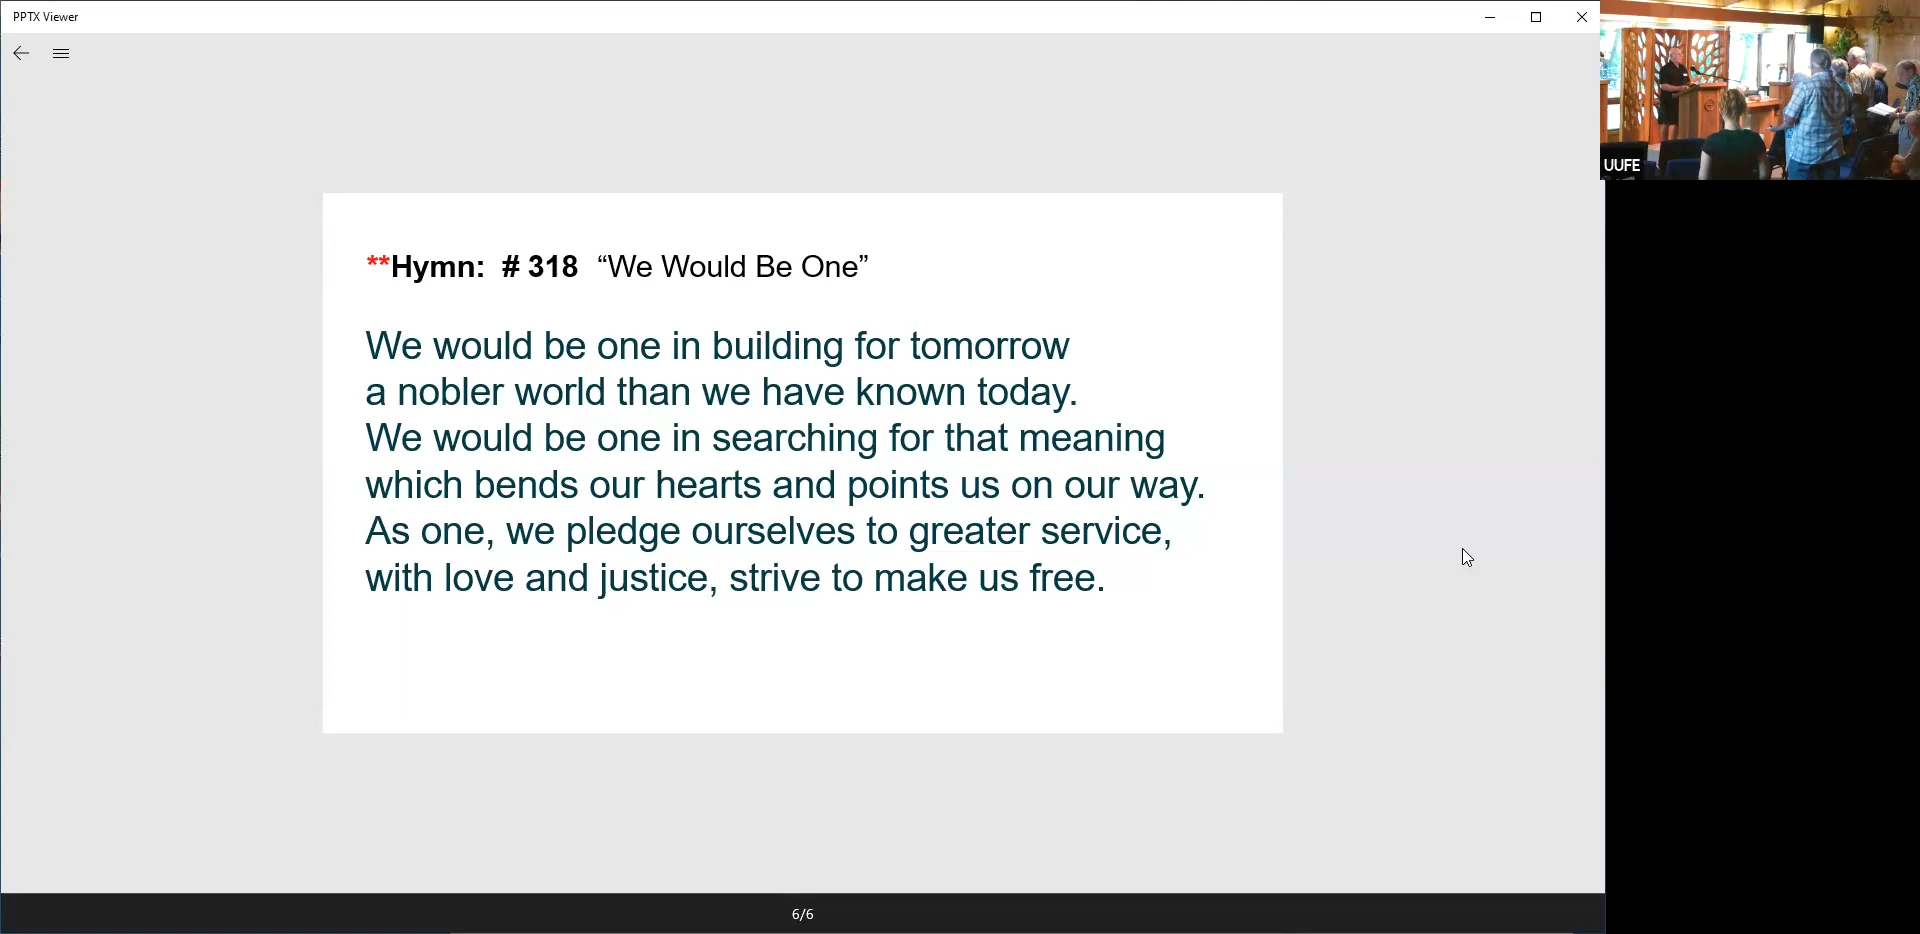 PPTX Viewer
**Hymn:  # 318  “We Would Be One”
We would be one in building for tomorrow
a nobler world than we have known today.
We would be one in searching for that meaning
which bends our hearts and points us on our way.
As one, we pledge ourselves to greater service,
with love and justice, strive to make us free.
UUFE
6/6